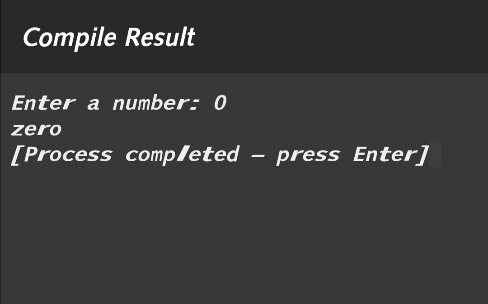 Compile Result
Enter a number: 0
zero
[Process completed – press Enter]